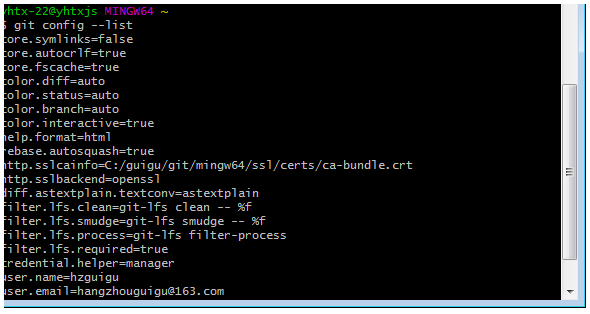 yhtx-22@yhtxjs MINGW64 ~
$ git config --list
core.symlinks=false
core.autocrlf=true
core.fscache=true
color.diff=auto
color.status=auto
color.branch=auto
color.interactive=true
help.format=html
rebase.autosquash=true
http.sslcainfo=C:/guigu/git/mingw64/ssl/certs/ca-bundle.crt
http.sslbackend=openssl
diff.astextplain.textconv=astextplain
filter.lfs.clean=git-lfs clean -- %f
filter.lfs.smudge=git-lfs smudge -- %f
filter.lfs.process=git-lfs filter-process
filter.lfs.required=true
credential.helper=manager
user.name=hzguigu
user.email=hangzhouguigu@163.com